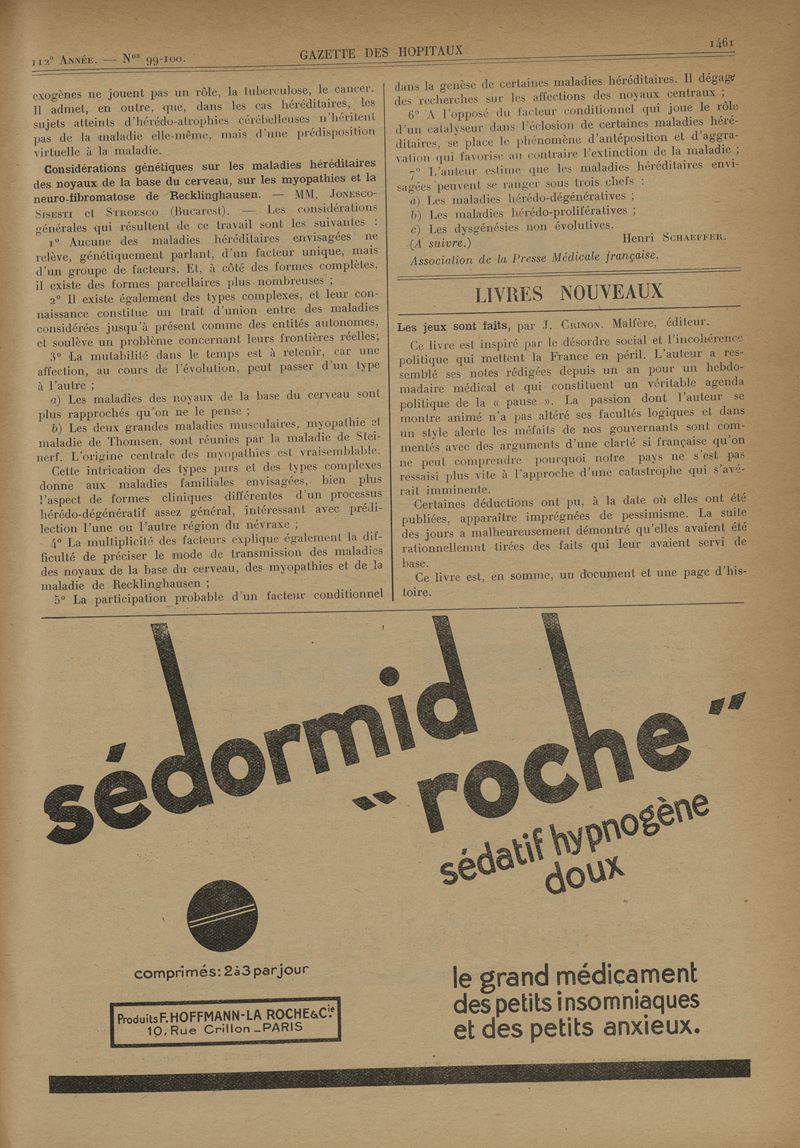 112e ANNÉE. — Nos 99-100.
GAZETTE DES HOPITAUX
1461
exogènes ne jouent pas un rôle, la tuberculose, le cancer.
Il admet, en outre, que, dans les cas héréditaires, les
sujets atteints d'hérédo-atrophies cérébelleuses n'héritent
pas de la maladie elle-même, mais d'une prédisposition
virtuelle à la maladie.
Considérations génétiques sur les maladies héréditaires
des noyaux de la base du cerveau, sur les myopathies et la
neuro-fibromatose de Recklinghausen. — MM. JONESCO-
SISESTI et STROESCO (Bucarest). — Les considérations
générales qui résultent de ce travail sont les suivantes :
1° Aucune des maladies héréditaires envisagées ne
relève, génétiquement parlant, d'un facteur unique, mais
d'un groupe de facteurs. Et, à côté des formes complètes,
il existe des formes parcellaires plus nombreuses ;
2° Il existe également des types complexes, et leur con-
naissance constitue un trait d'union entre des maladies
considérées jusqu'à présent comme des entités autonomes,
et soulève un problème concernant leurs frontières réelles;
3° La mutabilité dans le temps est à retenir, car une
affection, au cours de l'évolution, peut passer d'un type
à l'autre ;
a) Les maladies des noyaux de la base du cerveau sont
plus rapprochés qu'on ne le pense ;
b) Les deux grandes maladies musculaires, myopathie et
maladie de Thomsen, sont réunies par la maladie de Stei-
nerf. L'origine centrale des myopathies est vraisemblable.
Cette intrication des types purs et des types complexes
donne aux maladies familiales envisagées, bien plus
l'aspect de formes cliniques différentes d'un processus
hérédo-dégénératif assez général, intéressant avec prédi-
lection l'une ou l'autre région du névraxe ;
4° La multiplicité des facteurs explique également la dif-
ficulté de préciser le mode de transmission des maladies
des noyaux de la base du cerveau, des myopathies et de la
maladie de Recklinghausen ;
5° La participation probable d'un facteur conditionnel
dans la genèse de certaines maladies héréditaires. Il dégage
des recherches sur les affections des noyaux centraux ;
6° A l'opposé du facteur conditionnel qui joue le rôle
d'un catalyseur dans l'éclosion de certaines maladies héré-
ditaires, se place le phénomène d'antéposition et d'aggra-
vation qui favorise au contraire l'extinction de la maladie ;
7° L'auteur estime que les maladies héréditaires envi-
sagées peuvent se ranger sous trois chefs :
a) Les maladies hérédo-dégénératives ;
b) Les maladies hérédo-prolifératives ;
c) Les dysgénésies non évolutives.
(A suivre.) Henri SCHAEFFER.
Association de la Presse Médicale française.
LIVRES NOUVEAUX
Les jeux sont faits, par J. CRINON. Malfère, éditeur.
Ce livre est inspiré par le désordre social et l'incohérence
politique qui mettent la France en péril. L'auteur a res-
semblé ses notes rédigées depuis un an pour un hebdo-
madaire médical et qui constituent un véritable agenda
politique de la « pause ». La passion dont l'auteur se
montre animé n'a pas altéré ses facultés logiques et dans
un style alerte les méfaits de nos gouvernants sont com-
mentés avec des arguments d'une clarté si française qu'on
ne peut comprendre pourquoi notre pays ne s'est pas
ressaisi plus vite à l'approche d'une catastrophe qui s'avé-
rait imminente.
Certaines déductions ont pu, à la date où elles ont été
publiées, apparaître imprégnées de pessimisme. La suite
des jours a malheureusement démontré qu'elles avaient été
rationnellemnt tirées des faits qui leur avaient servi de
base.
Ce livre est, en somme, un document et une page d'his-
toire.
sédormid
"roche"
sédatif hypnogène
doux
comprimés: 2 à 3 par jour
Produits F. HOFFMANN-LA ROCHE & Cie
10, Rue Crillon _ PARIS
le grand médicament
des petits insomniaques
et des petits anxieux.